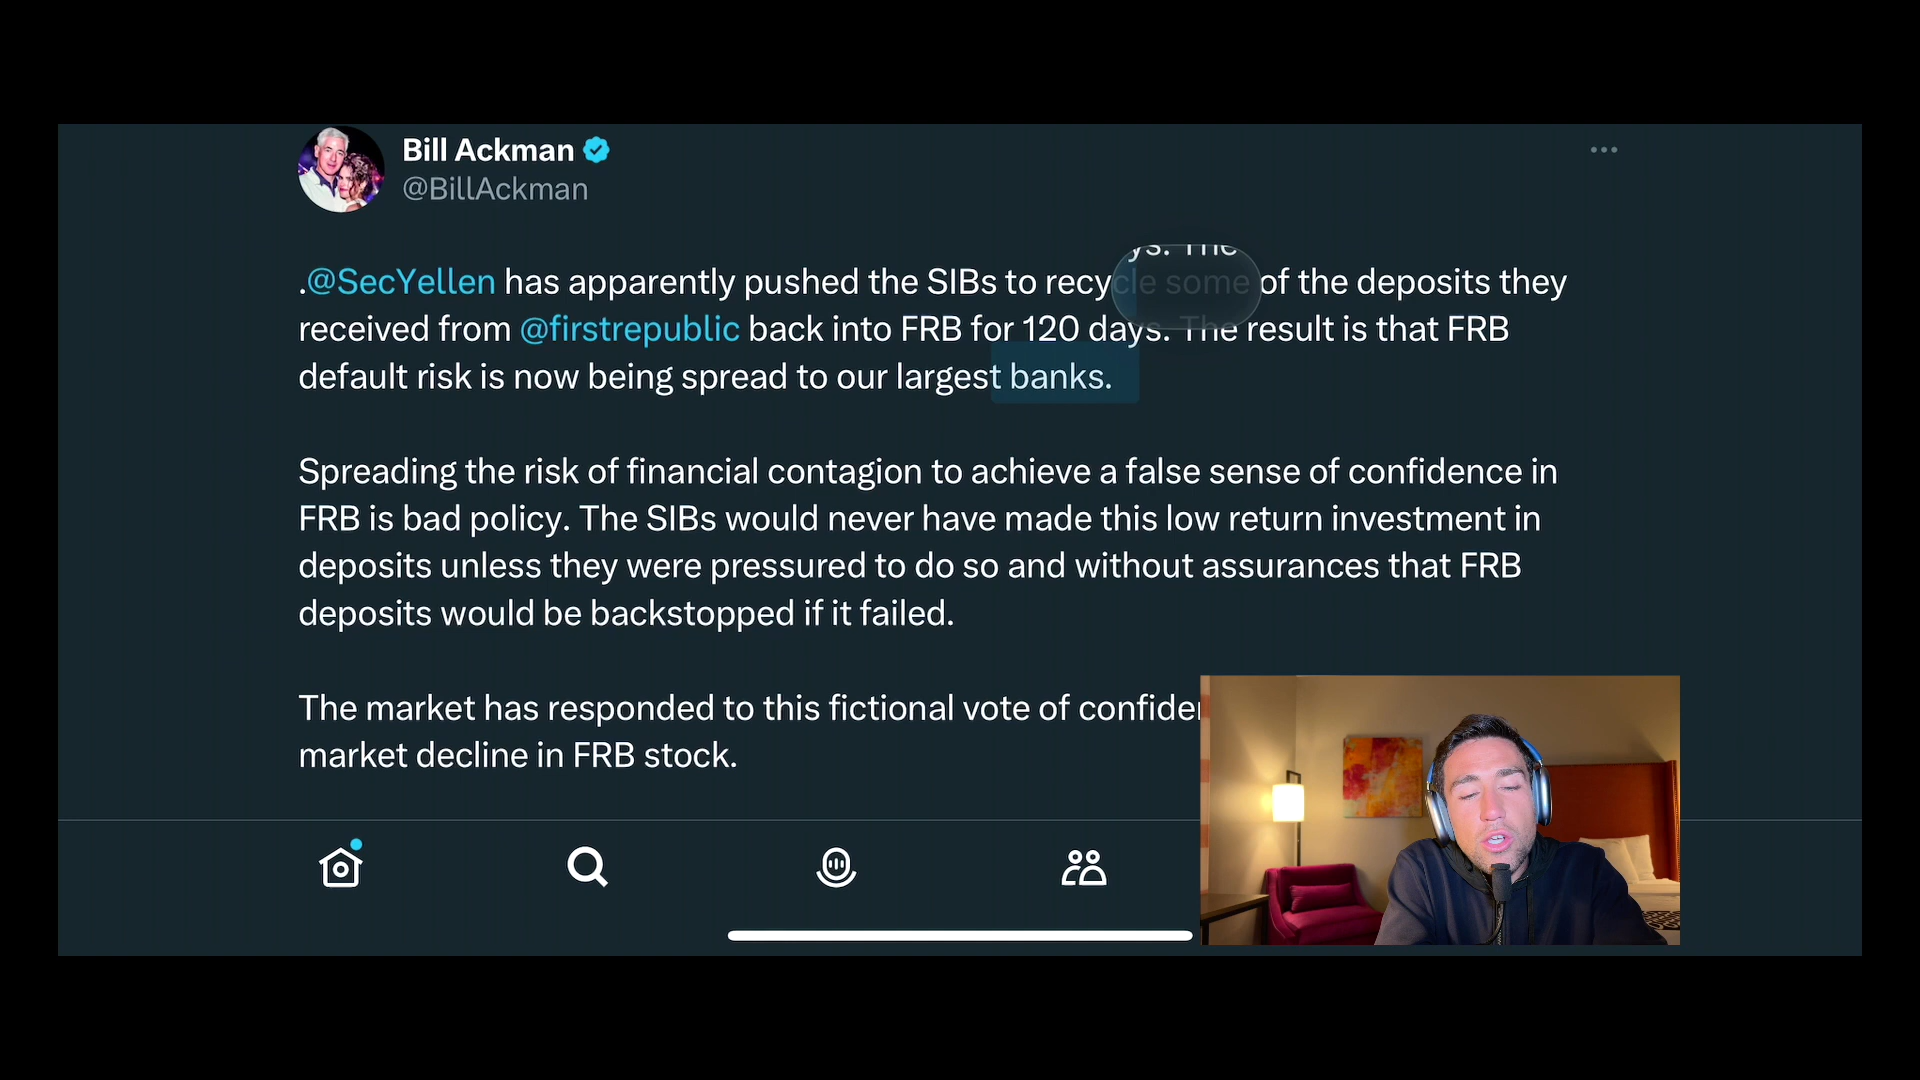 Bill Ackman
@BillAckman
.@SecYellen has apparently pushed the SIBs to recycle some of the deposits they
received from @firstrepublic back into FRB for 120 days. The result is that FRB
default risk is now being spread to our largest banks.
Spreading the risk of financial contagion to achieve a false sense of confidence in
FRB is bad policy. The SIBs would never have made this low return investment in
deposits unless they were pressured to do so and without assurances that FRB
deposits would be backstopped if it failed.
The market has responded to this fictional vote of
market decline in FRB stock.